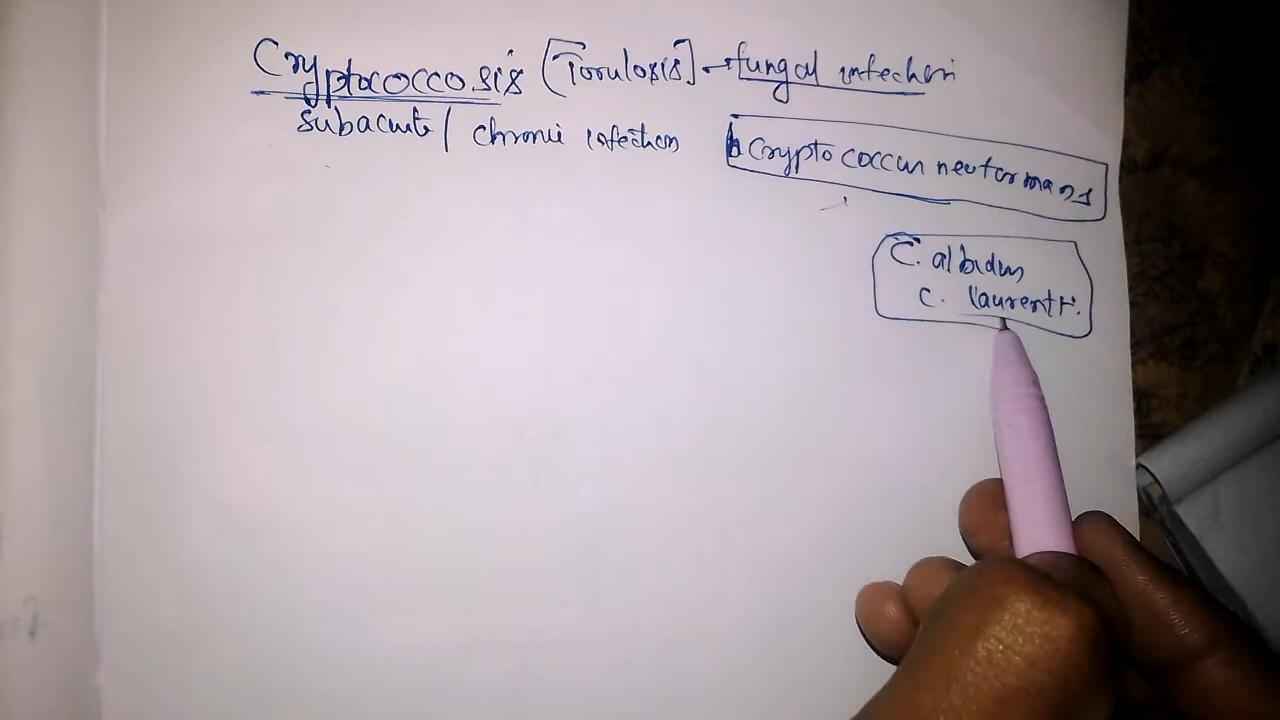 Cryptococcosis [Torulosis] → fungal infection
subacute / chronic infection
Cryptococcus neoformans
C. albidus
C. laurentii.